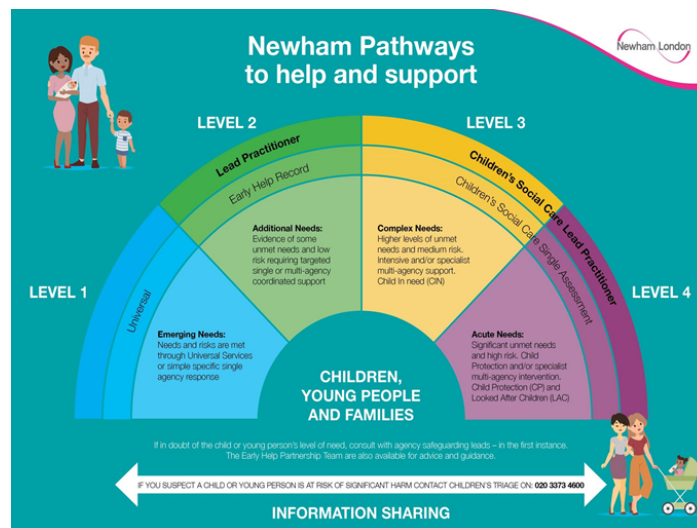 Newham Pathways
to help and support
Newham London
LEVEL 1
Universal
Emerging Needs:
Needs and risks are met
through Universal Services
or simple specific single
agency response
LEVEL 2
Lead Practitioner
Early Help Record
Additional Needs:
Evidence of some
unmet needs and low
risk requiring targeted
single or multi-agency
coordinated support
LEVEL 3
Children's Social Care Lead Practitioner
Children's Social Care Single Assessment
Complex Needs:
Higher levels of unmet
needs and medium risk.
Intensive and/or specialist
multi-agency support.
Child In need (CIN)
LEVEL 4
Acute Needs:
Significant unmet needs
and high risk. Child
Protection and/or specialist
multi-agency intervention.
Child Protection (CP) and
Looked After Children (LAC)
CHILDREN,
YOUNG PEOPLE
AND FAMILIES
If in doubt of the child or young person's level of need, consult with agency safeguarding leads – in the first instance.
The Early Help Partnership Team are also available for advice and guidance.
IF YOU SUSPECT A CHILD OR YOUNG PERSON IS AT RISK OF SIGNIFICANT HARM CONTACT CHILDREN'S TRIAGE ON: 020 3373 4600
INFORMATION SHARING